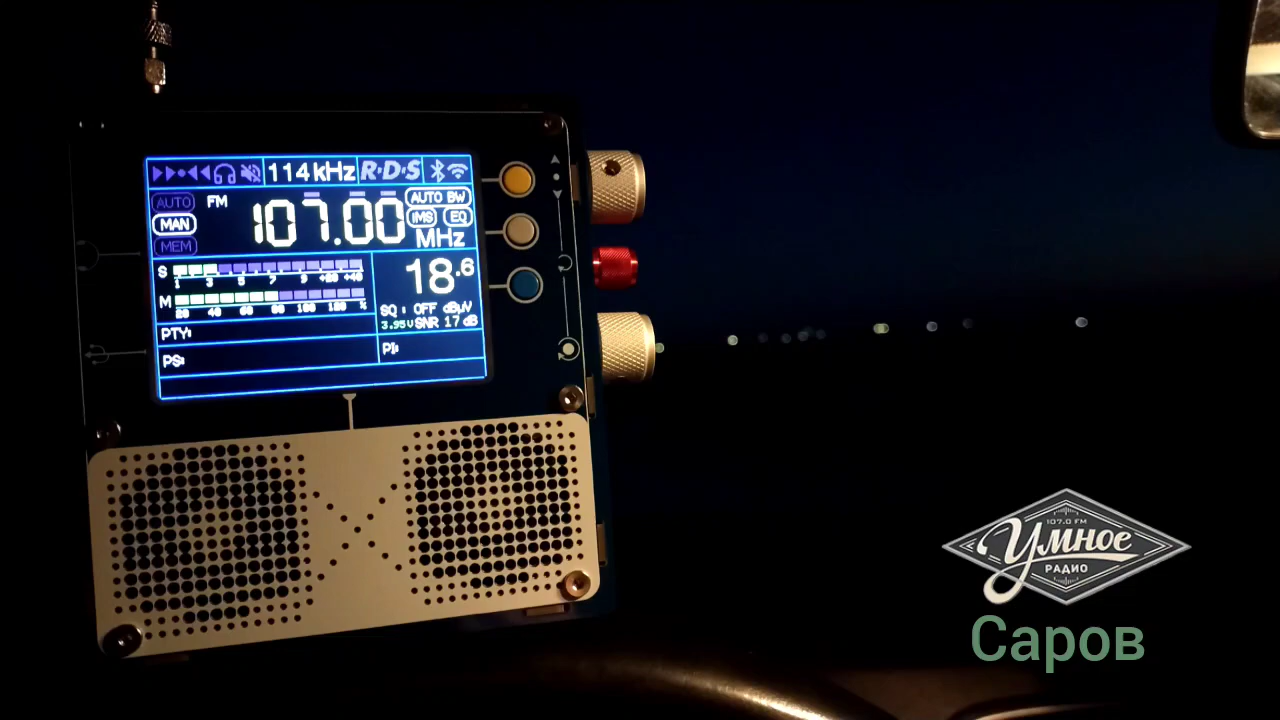 114 kHz R·D·S
AUTO FM 107.00 AUTO BW
MAN IMS EQ
MEM MHz
S 1 3 5 7 9 +20 +40
18.6
M 20 40 60 80 100 120 %
SQ: OFF dBµV
3.95V SNR 17 dB
PTY:
PS: PI:
107.0 FM
Умное
РАДИО
Саров